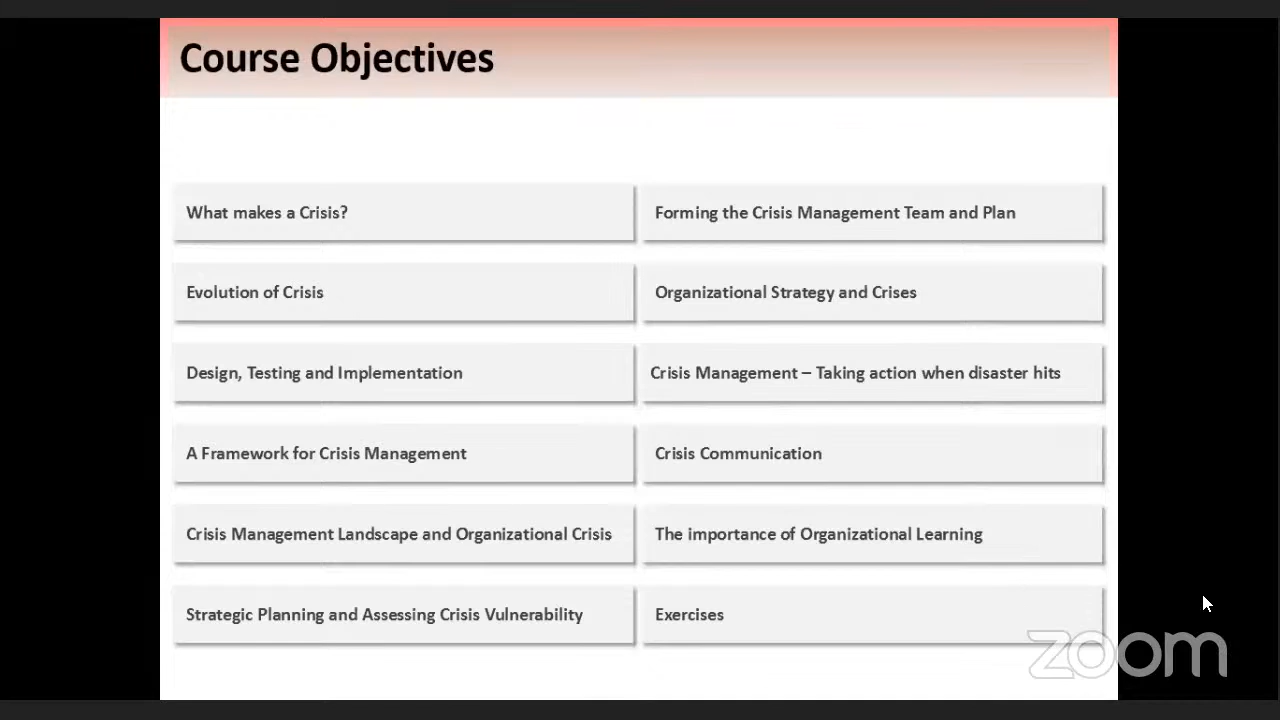 Course Objectives
What makes a Crisis?
Forming the Crisis Management Team and Plan
Evolution of Crisis
Organizational Strategy and Crises
Design, Testing and Implementation
Crisis Management – Taking action when disaster hits
A Framework for Crisis Management
Crisis Communication
Crisis Management Landscape and Organizational Crisis
The importance of Organizational Learning
Strategic Planning and Assessing Crisis Vulnerability
Exercises
zoom